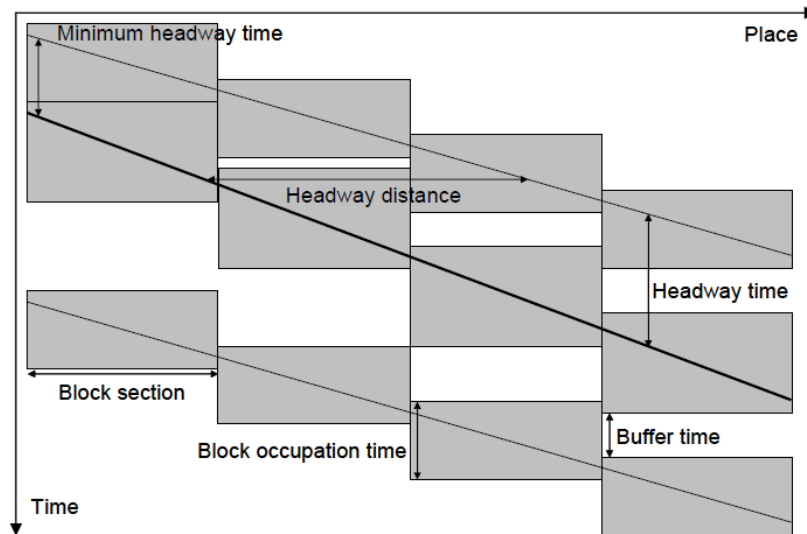 Minimum headway time
Place
Headway distance
Headway time
Block section
Block occupation time
Buffer time
Time